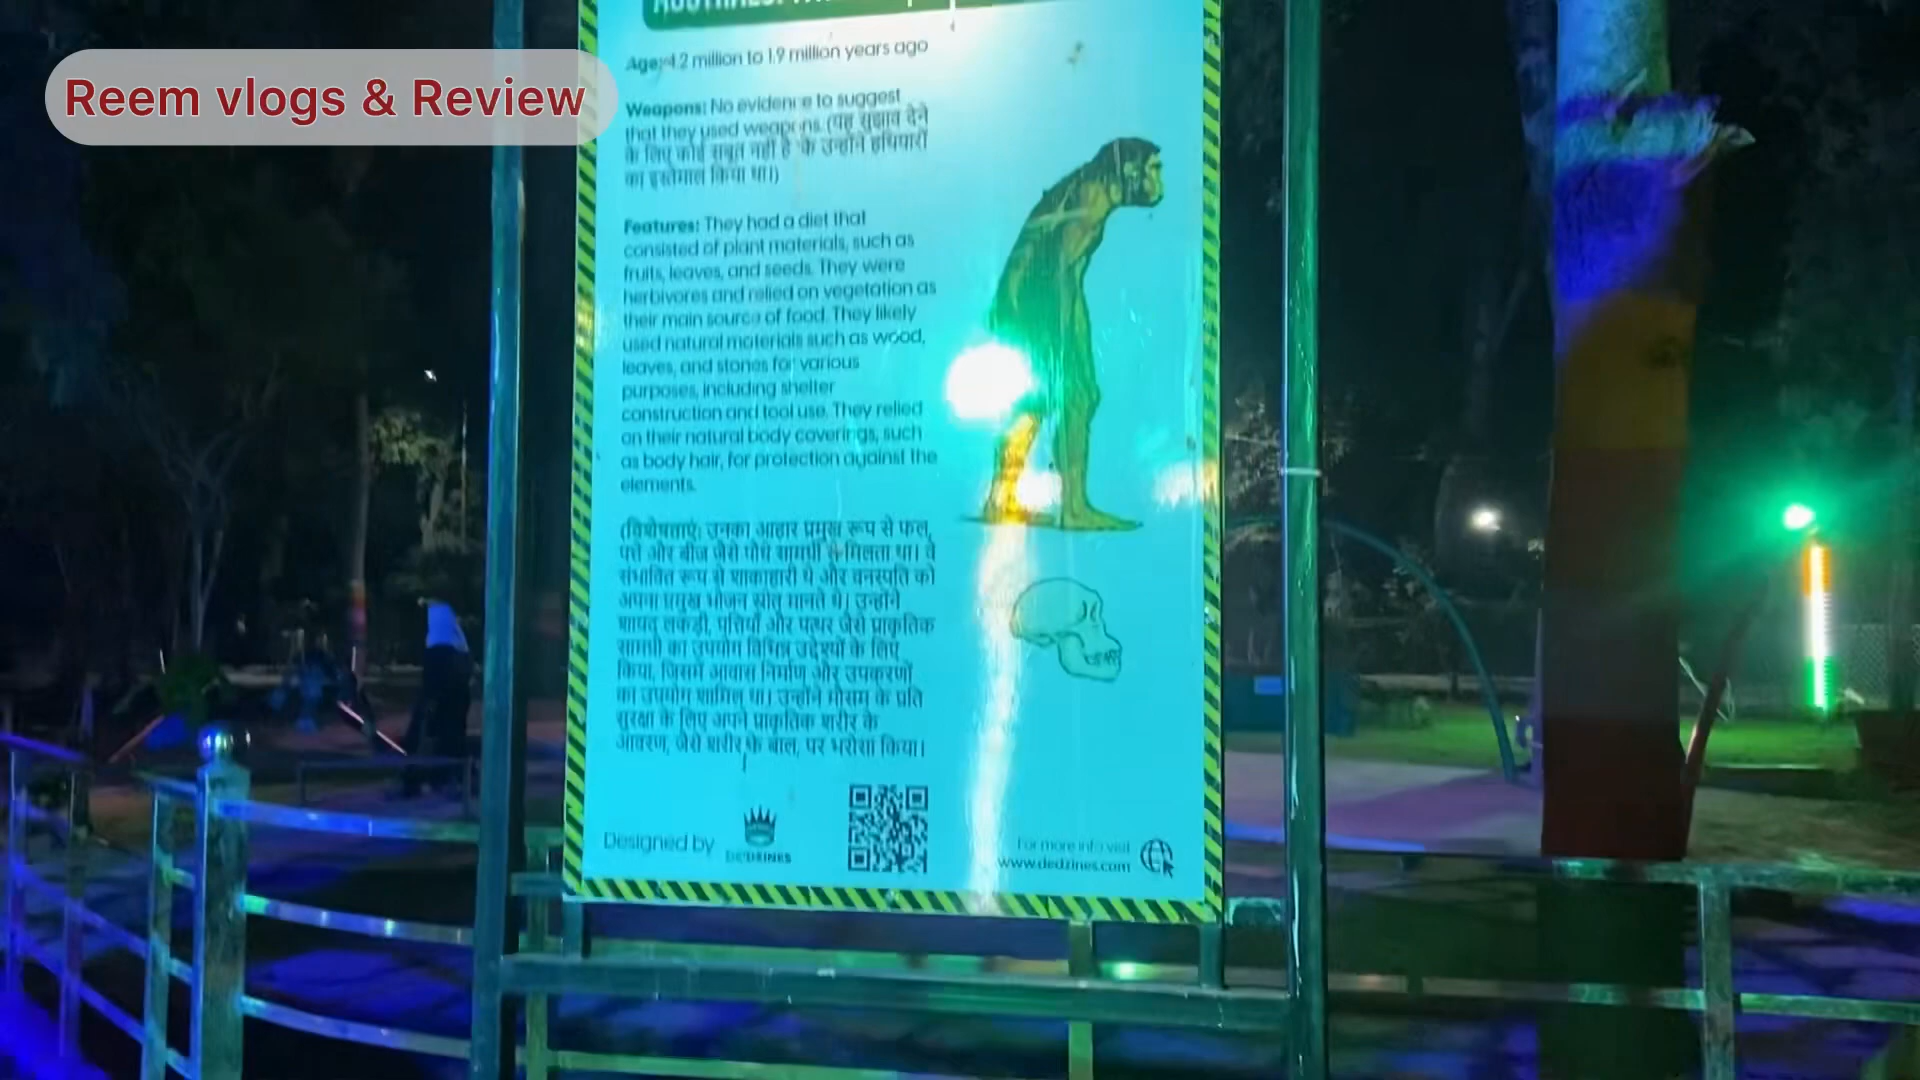 Reem vlogs & Review
Age: 4.2 million to 1.9 million years ago
Weapons: No evidence to suggest
that they used weapons. (यह सुझाव देने
के लिए कोई सबूत नहीं है कि उन्होंने हथियारों
का इस्तेमाल किया था।)
Features: They had a diet that
consisted of plant materials, such as
fruits, leaves, and seeds. They were
herbivores and relied on vegetation as
their main source of food. They likely
used natural materials such as wood,
leaves, and stones for various
purposes, including shelter
construction and tool use. They relied
on their natural body coverings, such
as body hair, for protection against the
elements.
(विशेषताएं: उनका आहार प्रमुख रूप से फल,
पत्ते और बीज जैसे पौधे सामग्री से मिलता था। वे
संभावित रूप से शाकाहारी थे और वनस्पति को
अपना प्रमुख भोजन स्रोत मानते थे। उन्होंने
शायद लकड़ी, पत्तियाँ और पत्थर जैसे प्राकृतिक
सामग्री का उपयोग विभिन्न उद्देश्यों के लिए
किया, जिसमें आवास निर्माण और उपकरणों
का उपयोग शामिल था। उन्होंने मौसम के प्रति
सुरक्षा के लिए अपने प्राकृतिक शरीर के
आवरण, जैसे शरीर के बाल, पर भरोसा किया।
Designed by
DEDZINES
For more info visit
www.dedzines.com